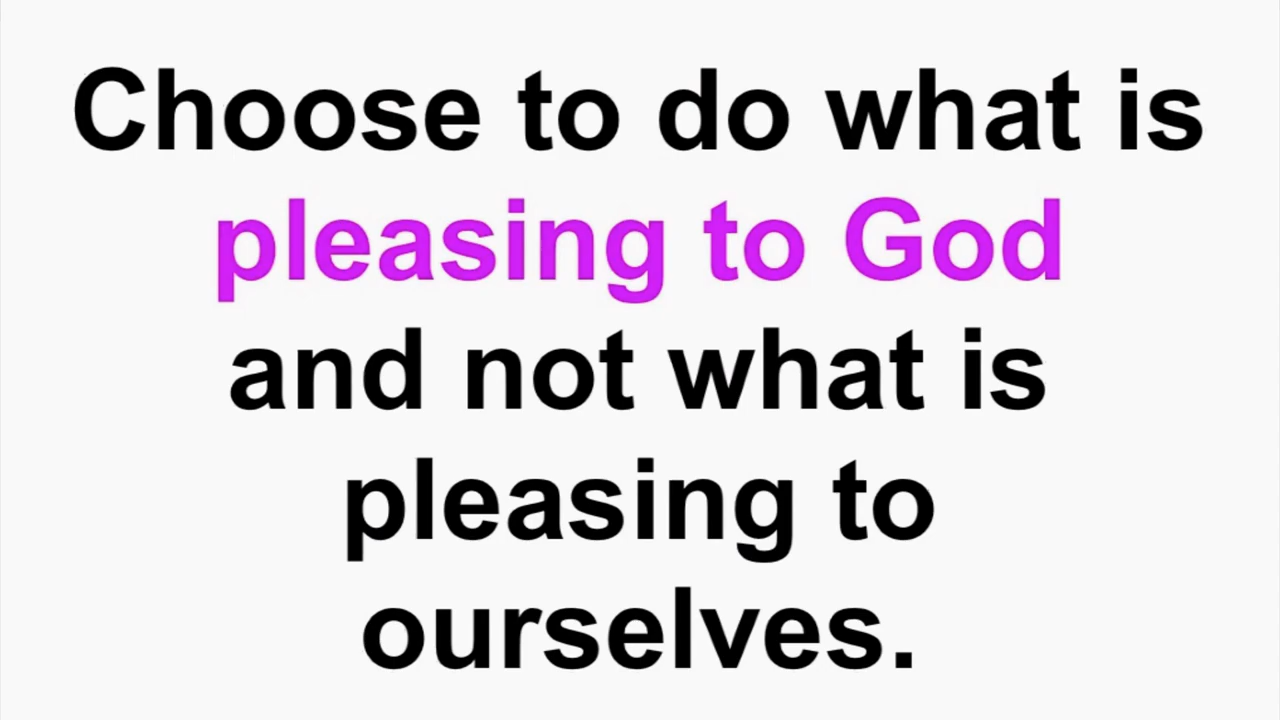 Choose to do what is
pleasing to God
and not what is
pleasing to
ourselves.